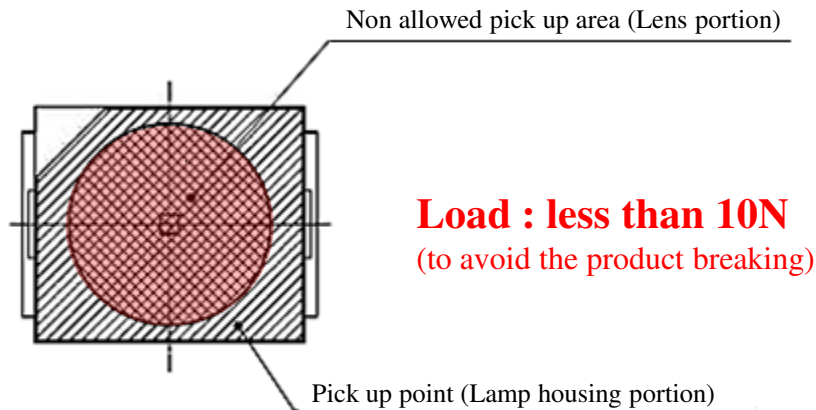 Non allowed pick up area (Lens portion)
Load : less than 10N
(to avoid the product breaking)
Pick up point (Lamp housing portion)